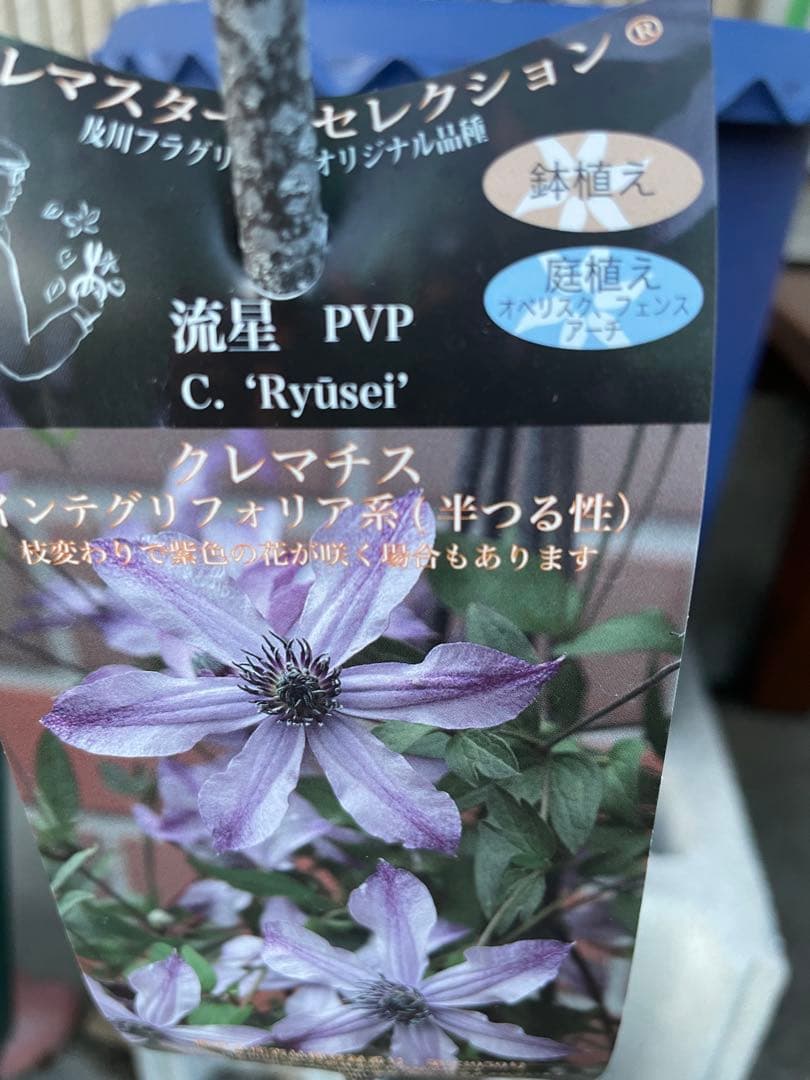 レマスター セレクション®
及川フラグリ オリジナル品種
鉢植え
庭植え
オベリスク、フェンス
アーチ
流星 PVP
C. ‘Ryūsei’
クレマチス
インテグリフォリア系(半つる性)
枝変わりで紫色の花が咲く場合もあります